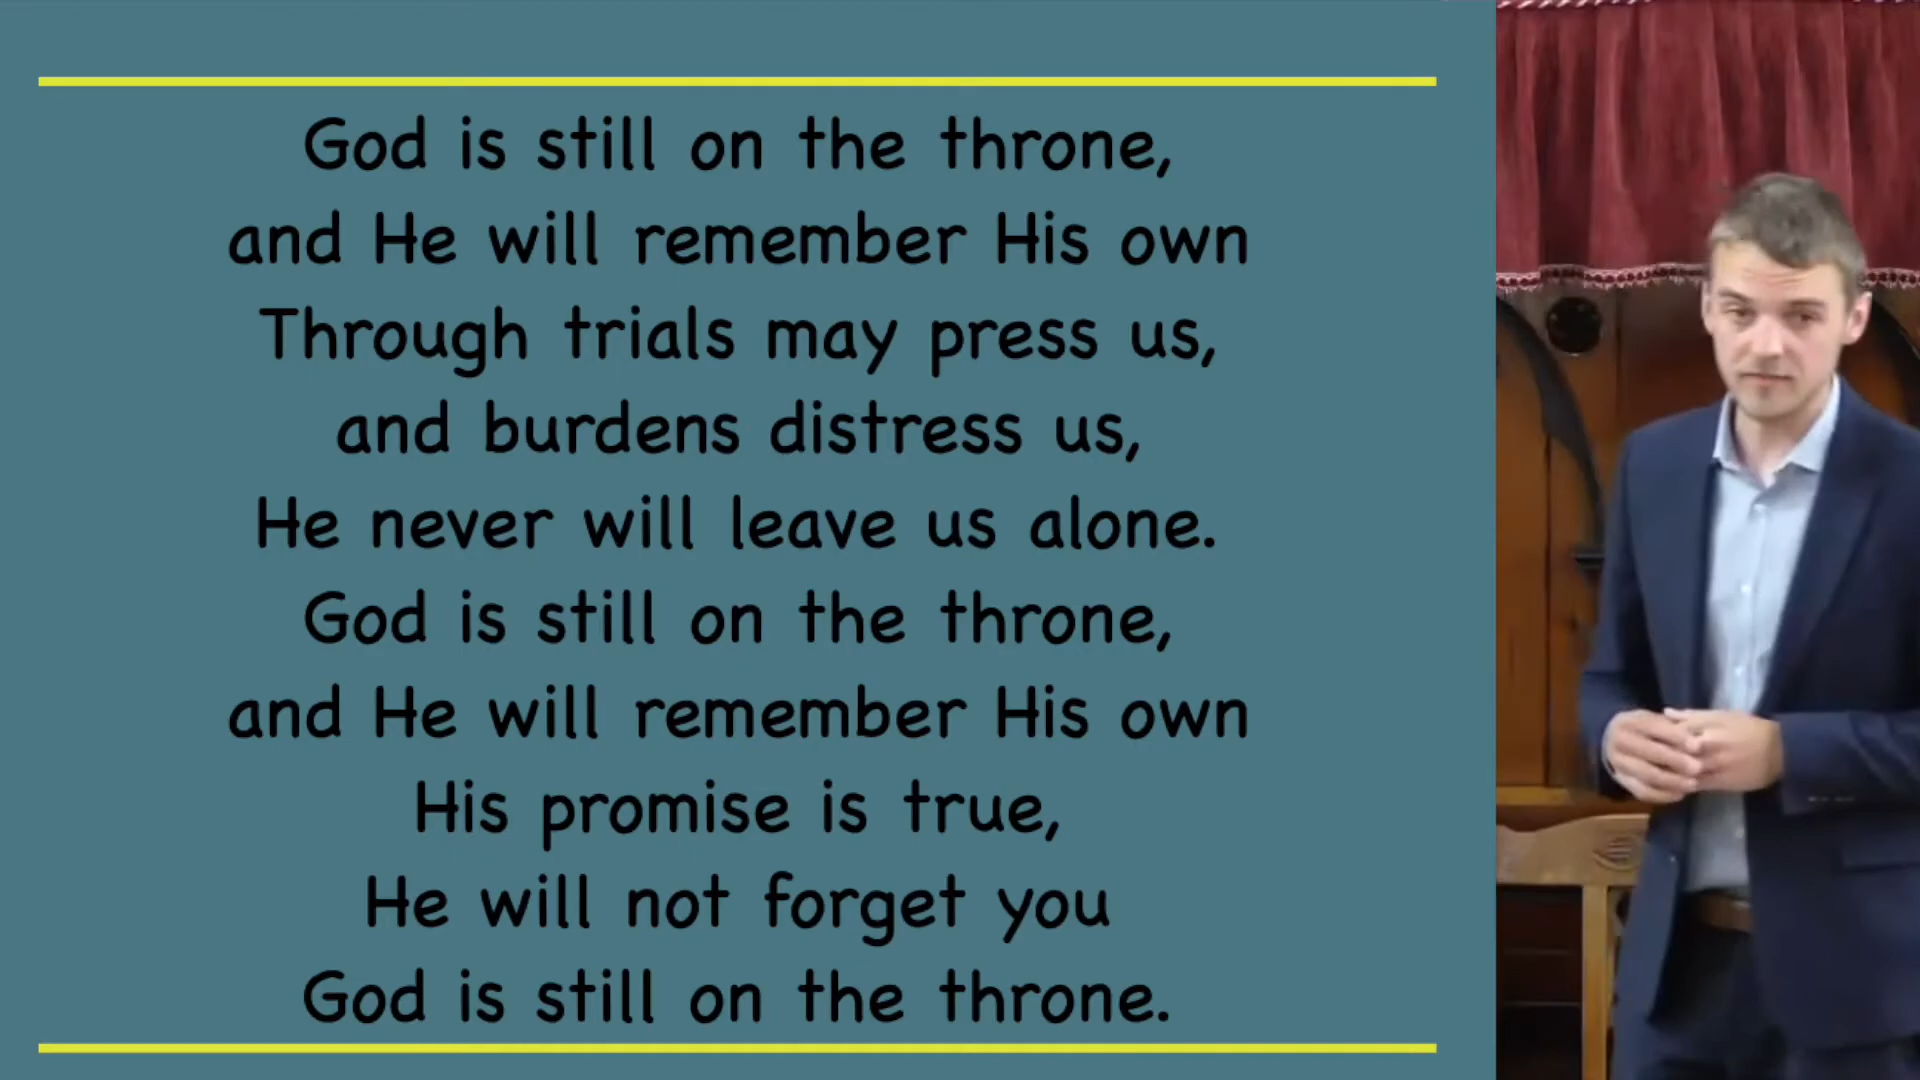 God is still on the throne,
and He will remember His own
Through trials may press us,
and burdens distress us,
He never will leave us alone.
God is still on the throne,
and He will remember His own
His promise is true,
He will not forget you
God is still on the throne.